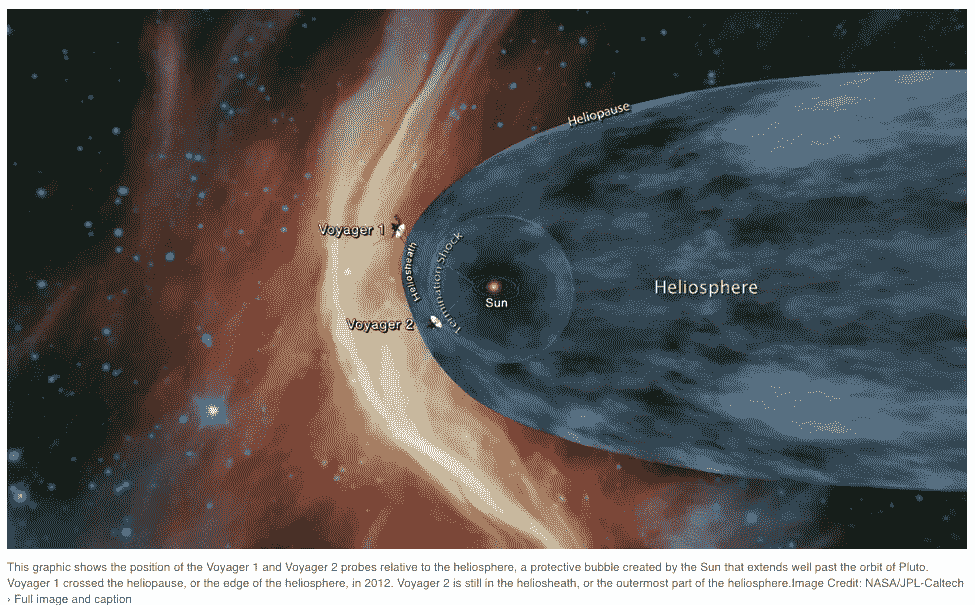 Heliopause
Voyager 1
Heliosheath
Termination Shock
Heliosphere
Sun
Voyager 2
This graphic shows the position of the Voyager 1 and Voyager 2 probes relative to the heliosphere, a protective bubble created by the Sun that extends well past the orbit of Pluto.
Voyager 1 crossed the heliopause, or the edge of the heliosphere, in 2012. Voyager 2 is still in the heliosheath, or the outermost part of the heliosphere.Image Credit: NASA/JPL-Caltech
› Full image and caption